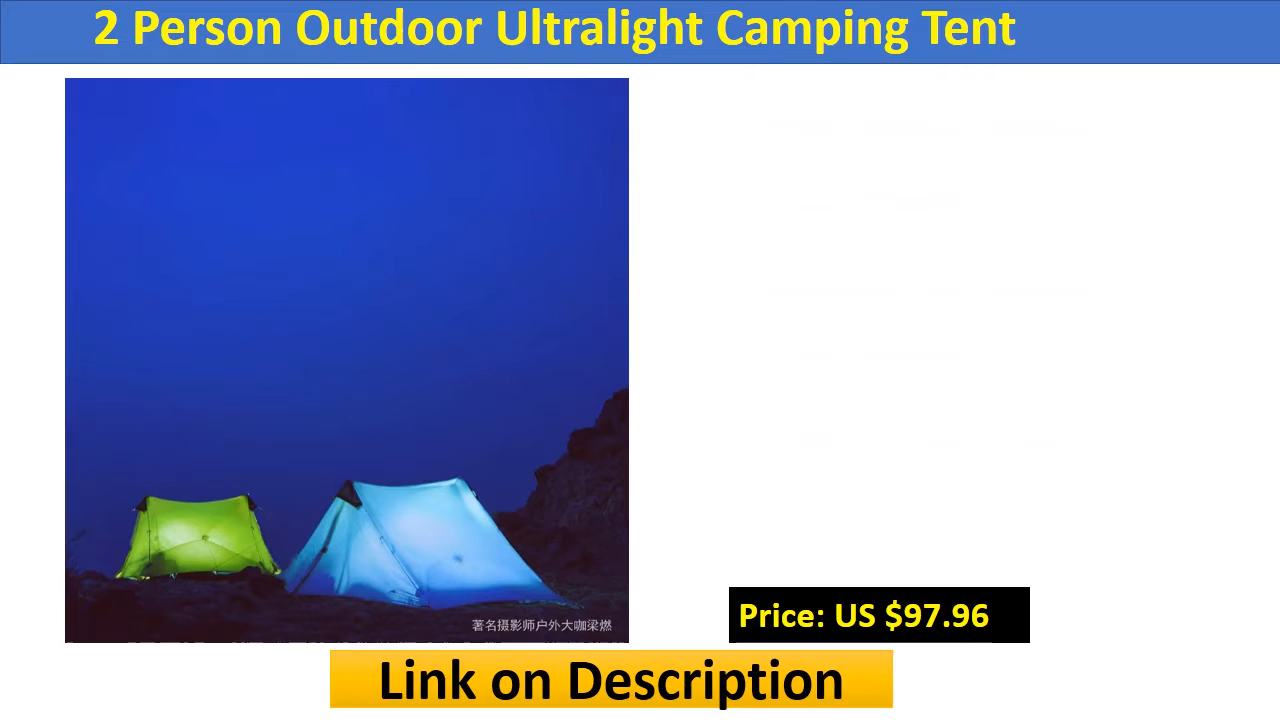 2 Person Outdoor Ultralight Camping Tent
著名摄影师户外大咖梁燃
Price: US $97.96
Link on Description